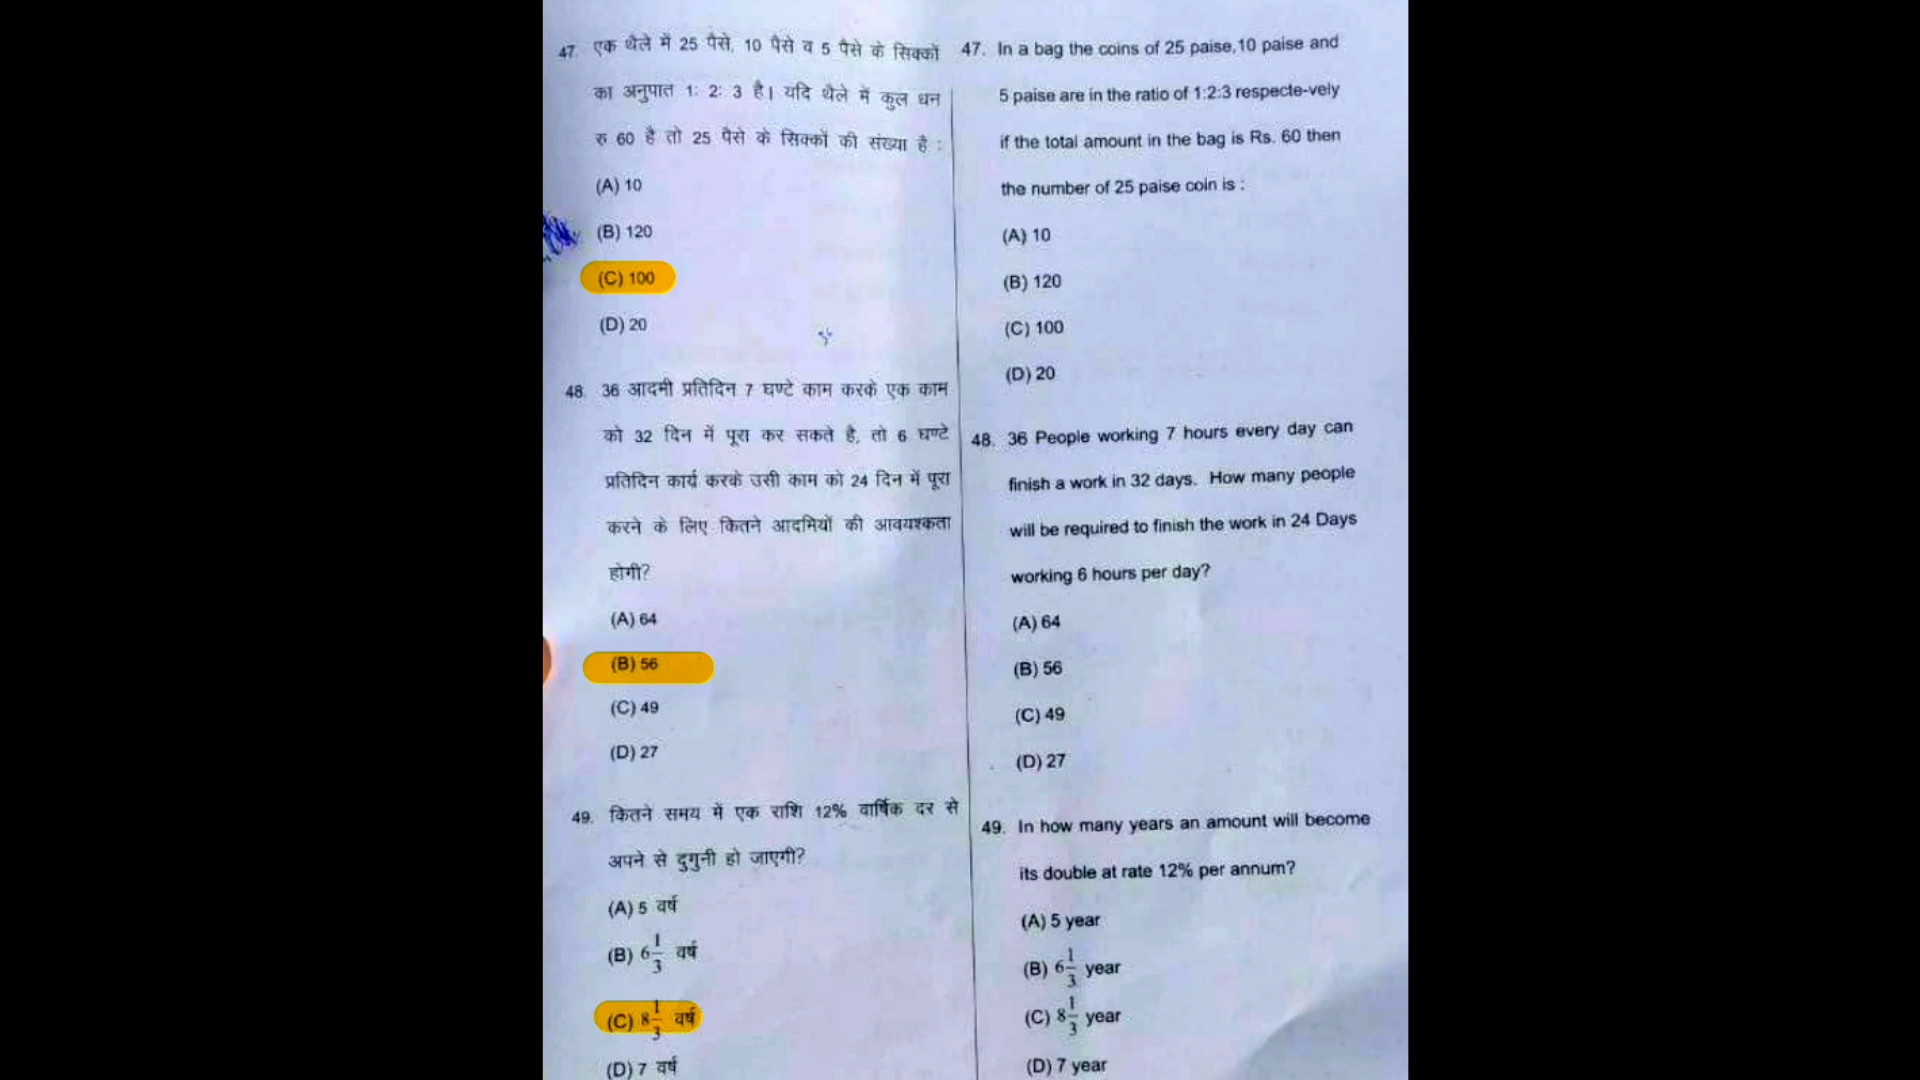 47. एक थैले में 25 पैसे, 10 पैसे व 5 पैसे के सिक्कों
का अनुपात 1: 2: 3 है। यदि थैले में कुल धन
रु 60 है तो 25 पैसे के सिक्कों की संख्या है :
(A) 10
(B) 120
(C) 100
(D) 20
48. 36 आदमी प्रतिदिन 7 घण्टे काम करके एक काम
को 32 दिन में पूरा कर सकते है, तो 6 घण्टे
प्रतिदिन कार्य करके उसी काम को 24 दिन में पूरा
करने के लिए कितने आदमियों की आवयश्कता
होगी?
(A) 64
(B) 56
(C) 49
(D) 27
49. कितने समय में एक राशि 12% वार्षिक दर से
अपने से दुगुनी हो जाएगी?
(A) 5 वर्ष
(B) 6 1/3 वर्ष
(C) 8 1/3 वर्ष
(D) 7 वर्ष
47. In a bag the coins of 25 paise,10 paise and
5 paise are in the ratio of 1:2:3 respecte-vely
if the total amount in the bag is Rs. 60 then
the number of 25 paise coin is :
(A) 10
(B) 120
(C) 100
(D) 20
48. 36 People working 7 hours every day can
finish a work in 32 days. How many people
will be required to finish the work in 24 Days
working 6 hours per day?
(A) 64
(B) 56
(C) 49
(D) 27
49. In how many years an amount will become
its double at rate 12% per annum?
(A) 5 year
(B) 6 1/3 year
(C) 8 1/3 year
(D) 7 year